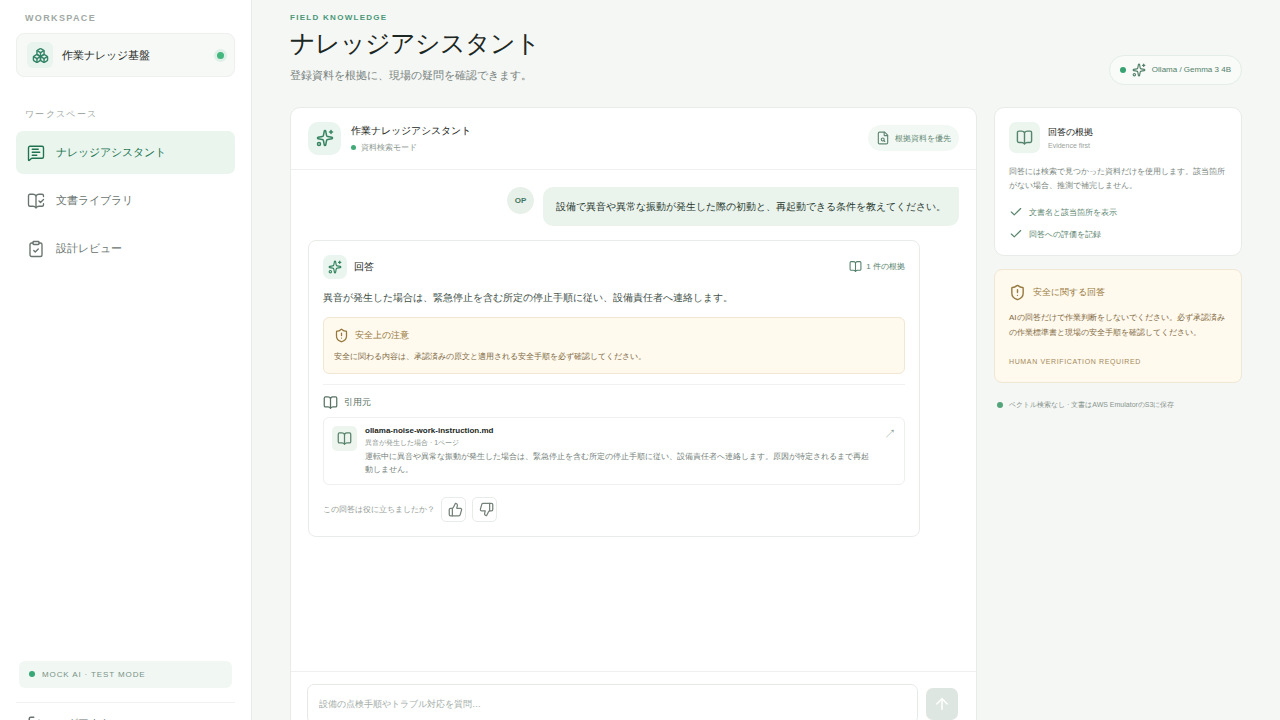 WORKSPACE
作業ナレッジ基盤
ワークスペース
ナレッジアシスタント
文書ライブラリ
設計レビュー
MOCK AI · TEST MODE
FIELD KNOWLEDGE
ナレッジアシスタント
登録資料を根拠に、現場の疑問を確認できます。
Ollama / Gemma 3 4B
作業ナレッジアシスタント
資料検索モード
根拠資料を優先
OP
設備で異音や異常な振動が発生した際の初動と、再起動できる条件を教えてください。
回答
1 件の根拠
異音が発生した場合は、緊急停止を含む所定の停止手順に従い、設備責任者へ連絡します。
安全上の注意
安全に関わる内容は、承認済みの原文と適用される安全手順を必ず確認してください。
引用元
ollama-noise-work-instruction.md
異音が発生した場合 · 1ページ
運転中に異音や異常な振動が発生した場合は、緊急停止を含む所定の停止手順に従い、設備責任者へ連絡します。原因が特定されるまで再起
動しません。
この回答は役に立ちましたか？
設備の点検手順やトラブル対応を質問…
回答の根拠
Evidence first
回答には検索で見つかった資料だけを使用します。該当箇所
がない場合、推測で補完しません。
文書名と該当箇所を表示
回答への評価を記録
安全に関する回答
AIの回答だけで作業判断をしないでください。必ず承認済み
の作業標準書と現場の安全手順を確認してください。
HUMAN VERIFICATION REQUIRED
ベクトル検索なし · 文書はAWS EmulatorのS3に保存